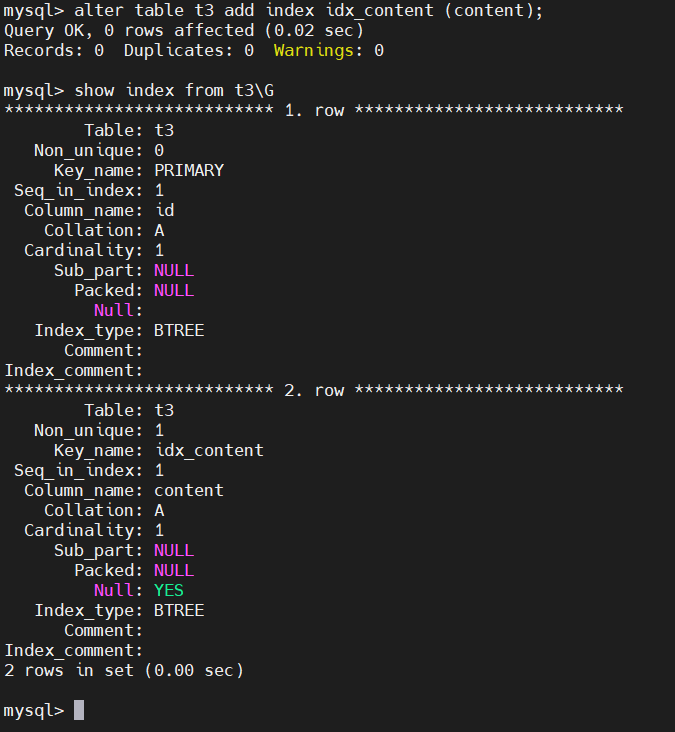 mysql> alter table t3 add index idx_content (content);
Query OK, 0 rows affected (0.02 sec)
Records: 0  Duplicates: 0  Warnings: 0

mysql> show index from t3\G
*************************** 1. row ***************************
        Table: t3
   Non_unique: 0
     Key_name: PRIMARY
 Seq_in_index: 1
  Column_name: id
    Collation: A
  Cardinality: 1
     Sub_part: NULL
       Packed: NULL
         Null:
   Index_type: BTREE
      Comment:
Index_comment:
*************************** 2. row ***************************
        Table: t3
   Non_unique: 1
     Key_name: idx_content
 Seq_in_index: 1
  Column_name: content
    Collation: A
  Cardinality: 1
     Sub_part: NULL
       Packed: NULL
         Null: YES
   Index_type: BTREE
      Comment:
Index_comment:
2 rows in set (0.00 sec)

mysql>